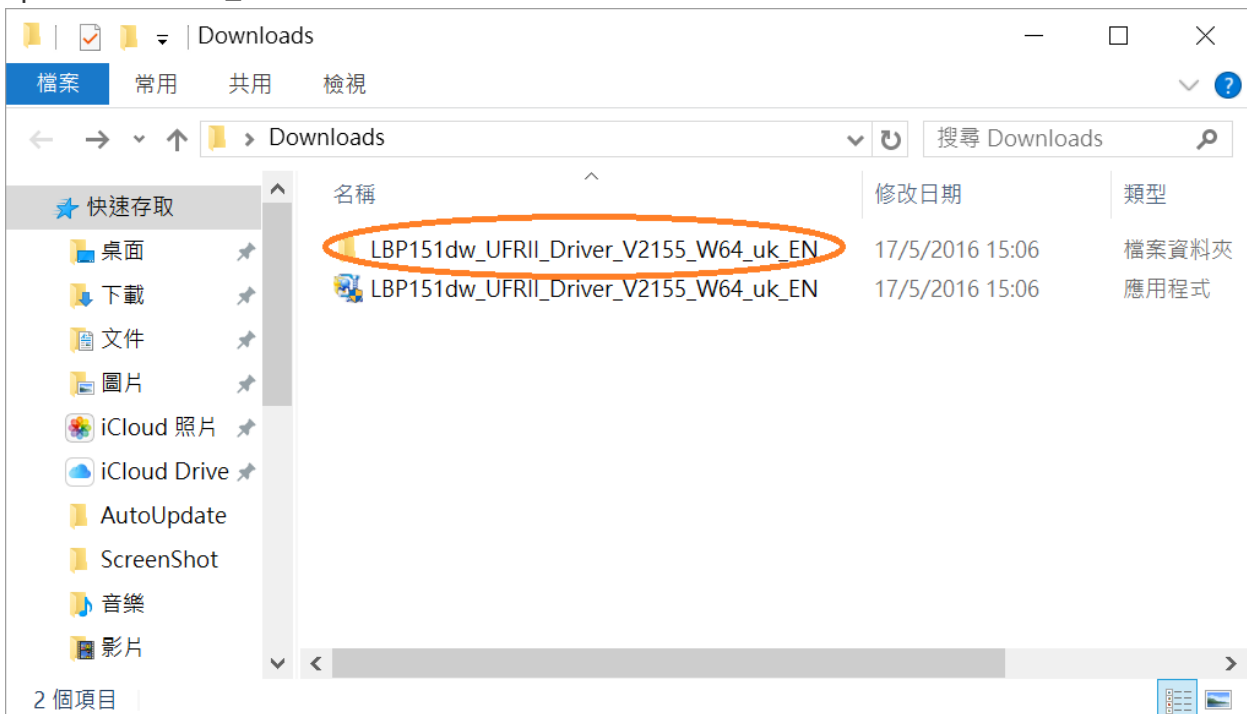 Downloads
檔案 常用 共用 檢視
Downloads 搜尋 Downloads
名稱 修改日期 類型
快速存取
LBP151dw_UFRII_Driver_V2155_W64_uk_EN 17/5/2016 15:06 檔案資料夾
桌面
LBP151dw_UFRII_Driver_V2155_W64_uk_EN 17/5/2016 15:06 應用程式
下載
文件
圖片
iCloud 照片
iCloud Drive
AutoUpdate
ScreenShot
音樂
影片
2 個項目